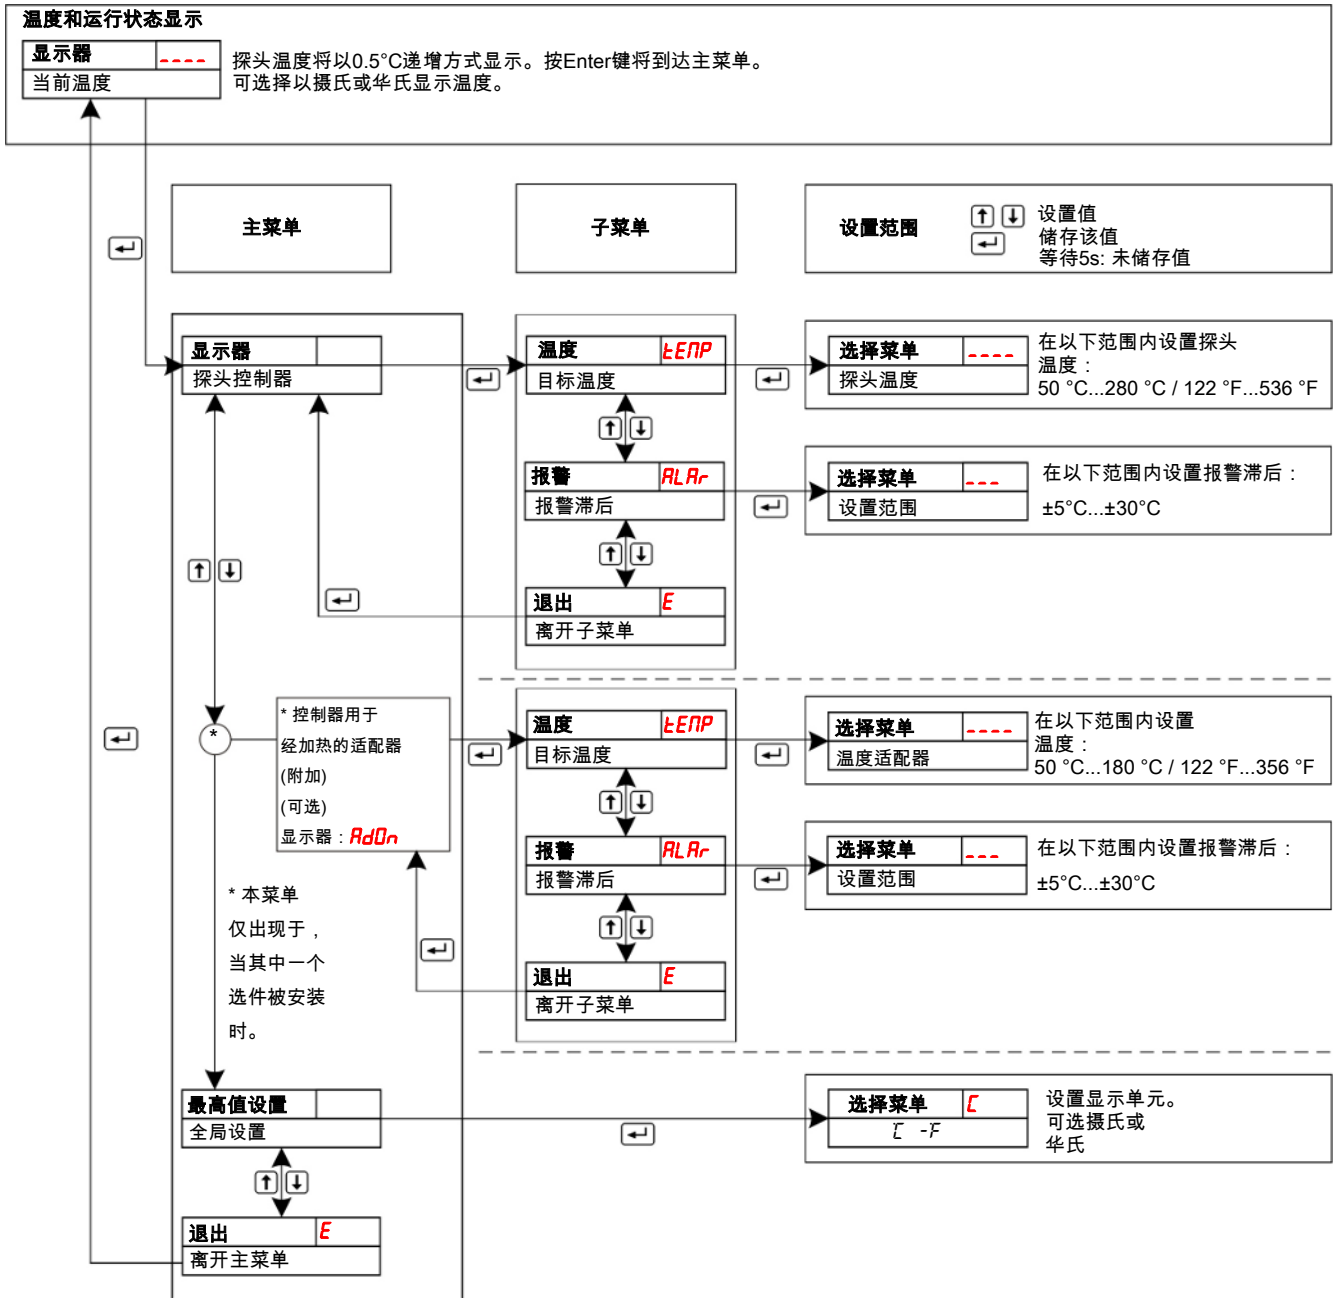 温度和运行状态显示
显示器 ----
当前温度
探头温度将以0.5°C递增方式显示。按Enter键将到达主菜单。
可选择以摄氏或华氏显示温度。
主菜单
子菜单
设置范围
设置值
储存该值
等待5s: 未储存值
显示器
探头控制器
温度 tEMP
目标温度
选择菜单 ----
探头温度
在以下范围内设置探头
温度：
50 °C...280 °C / 122 °F...536 °F
报警 ALAr
报警滞后
选择菜单 ---
设置范围
在以下范围内设置报警滞后：
±5°C...±30°C
退出 E
离开子菜单
*
* 控制器用于
经加热的适配器
(附加)
(可选)
显示器：AdOn
温度 tEMP
目标温度
选择菜单 ----
温度适配器
在以下范围内设置
温度：
50 °C...180 °C / 122 °F...356 °F
报警 ALAr
报警滞后
选择菜单 ---
设置范围
在以下范围内设置报警滞后：
±5°C...±30°C
* 本菜单
仅出现于，
当其中一个
选件被安装
时。
退出 E
离开子菜单
最高值设置
全局设置
选择菜单 C
C -F
设置显示单元。
可选摄氏或
华氏
退出 E
离开主菜单